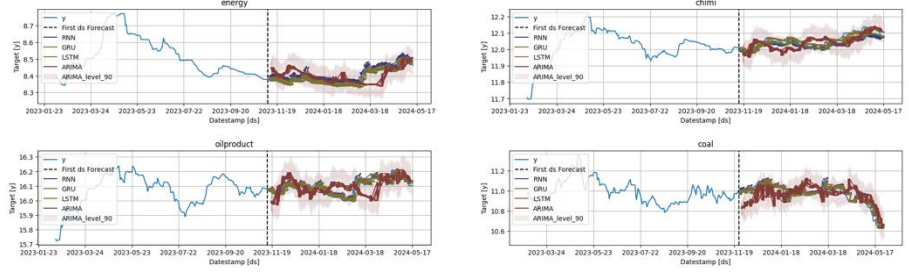 energy
Target [y]
8.7
8.6
8.5
8.4
8.3
y
First ds Forecast
RNN
GRU
LSTM
ARIMA
ARIMA_level_90
2023-01-23 2023-03-24 2023-05-23 2023-07-22 2023-09-20 2023-11-19 2024-01-18 2024-03-18 2024-05-17
Datestamp [ds]
chimi
Target [y]
12.2
12.1
12.0
11.9
11.8
11.7
y
First ds Forecast
RNN
GRU
LSTM
ARIMA
ARIMA_level_90
2023-01-23 2023-03-24 2023-05-23 2023-07-22 2023-09-20 2023-11-19 2024-01-18 2024-03-18 2024-05-17
Datestamp [ds]
oilproduct
Target [y]
16.3
16.2
16.1
16.0
15.9
15.8
15.7
y
First ds Forecast
RNN
GRU
LSTM
ARIMA
ARIMA_level_90
2023-01-23 2023-03-24 2023-05-23 2023-07-22 2023-09-20 2023-11-19 2024-01-18 2024-03-18 2024-05-17
Datestamp [ds]
coal
Target [y]
11.2
11.0
10.8
10.6
y
First ds Forecast
RNN
GRU
LSTM
ARIMA
ARIMA_level_90
2023-03-24 2023-05-23 2023-07-22 2023-09-20 2023-11-19 2024-01-18 2024-03-18 2024-05-17
Datestamp [ds]